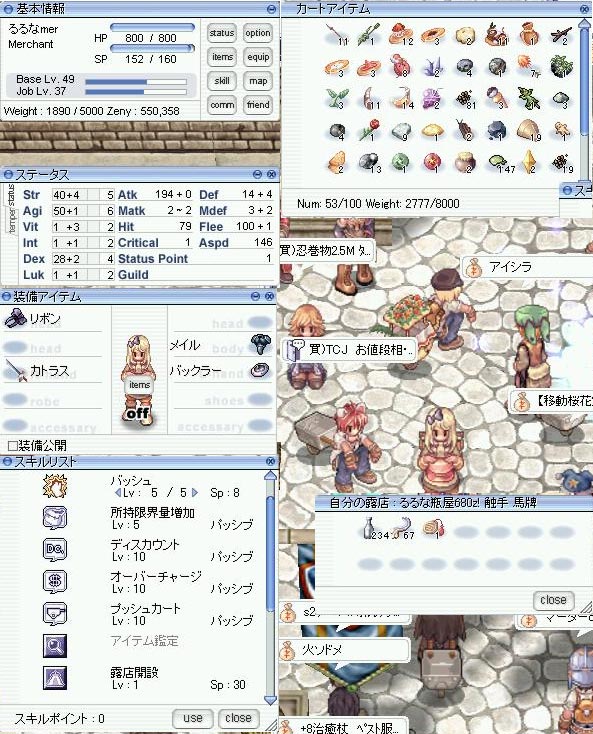 基本情報
るるなmer
Merchant
HP 800 / 800
SP 152 / 160
status option
items equip
skill map
comm friend
Base Lv. 49
Job Lv. 37
Weight : 1890 / 5000 Zeny : 550,358
カートアイテム
Num: 53/100 Weight: 2777/8000
ステータス
Str 40+4 5 Atk 194 + 0 Def 14 + 4
Agi 50+1 6 Matk 2 ~ 2 Mdef 3 + 2
Vit 1 +3 2 Hit 79 Flee 100 + 1
Int 1 +1 2 Critical 1 Aspd 146
Dex 28+2 4 Status Point 1
Luk 1 +1 2 Guild
装備アイテム
リボン head
head メイル body
カトラス バックラー
robe shoes
accessary accessary
items
off
装備公開
スキルリスト
バッシュ
Lv : 5 / 5 Sp : 8
所持限界量増加
Lv : 5 パッシブ
ディスカウント
Lv : 10 パッシブ
オーバーチャージ
Lv : 10 パッシブ
プッシュカート
Lv : 10 パッシブ
アイテム鑑定
露店開設
Lv : 1 Sp : 30
スキルポイント : 0 use close
買)忍巻物2.5M タ...
アイシラ
買)TCJ お値段相・...
【移動桜花
自分の露店 : るるな瓶屋680z! 触手 馬牌
234 67 1
close
火ソドメ
+8治癒杖 ペスト服...